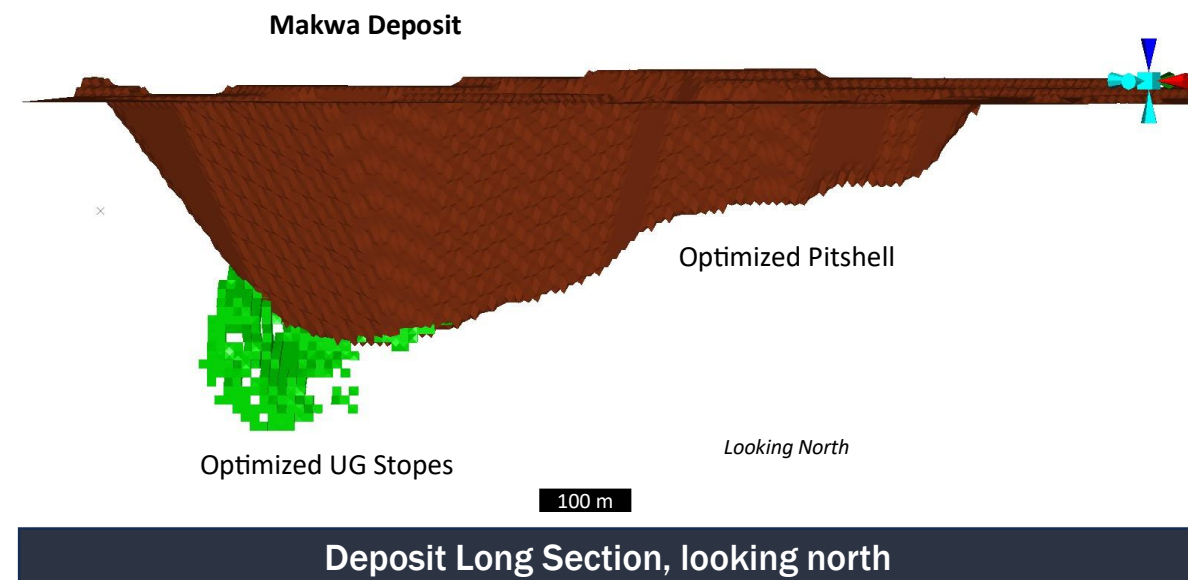 Makwa Deposit
Optimized Pitshell
Looking North
Optimized UG Stopes
100 m
Deposit Long Section, looking north